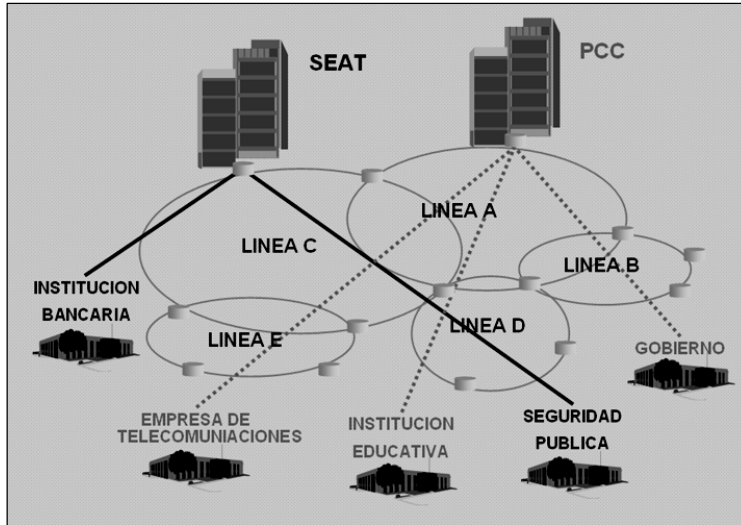 SEAT
PCC
LINEA A
LINEA C
LINEA B
INSTITUCION
BANCARIA
LINEA E
LINEA D
GOBIERNO
EMPRESA DE
TELECOMUNIACIONES
INSTITUCION
EDUCATIVA
SEGURIDAD
PUBLICA